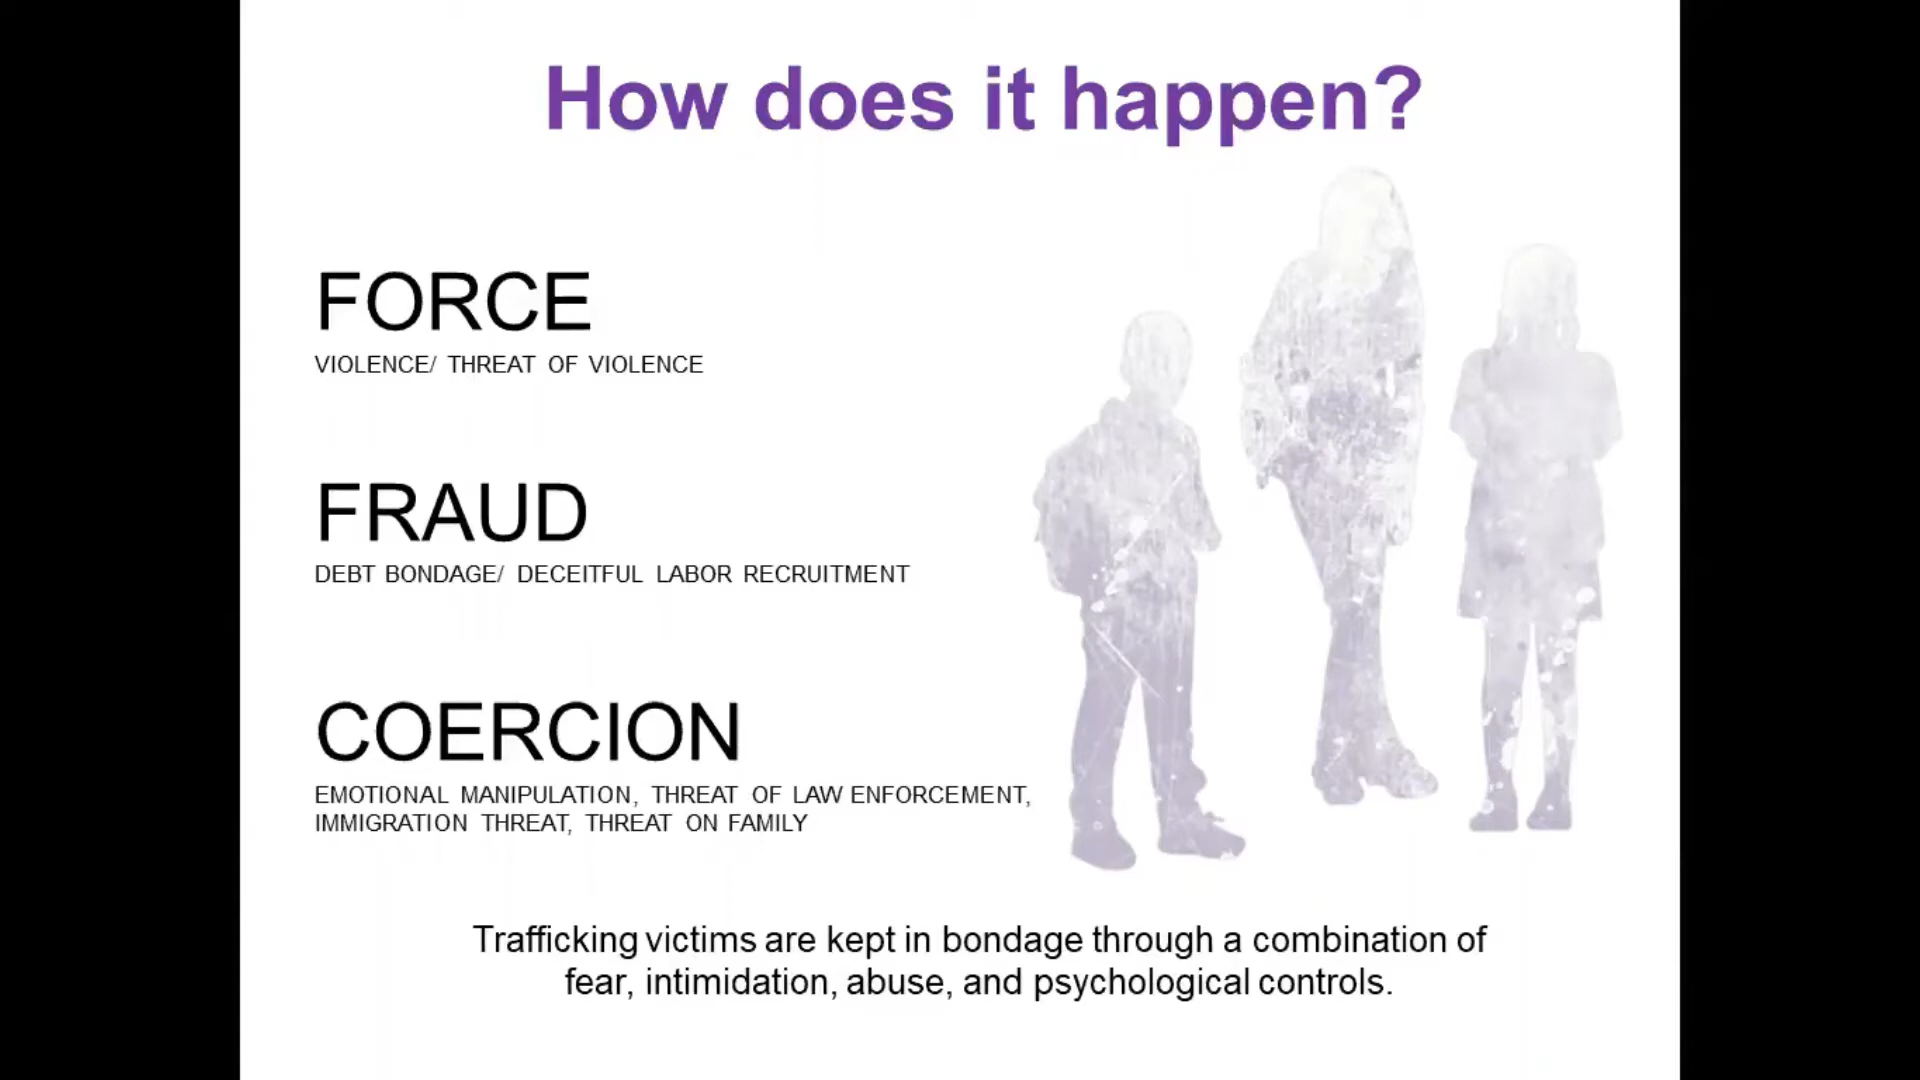 How does it happen?
FORCE
VIOLENCE/ THREAT OF VIOLENCE
FRAUD
DEBT BONDAGE/ DECEITFUL LABOR RECRUITMENT
COERCION
EMOTIONAL MANIPULATION, THREAT OF LAW ENFORCEMENT,
IMMIGRATION THREAT, THREAT ON FAMILY
Trafficking victims are kept in bondage through a combination of
fear, intimidation, abuse, and psychological controls.